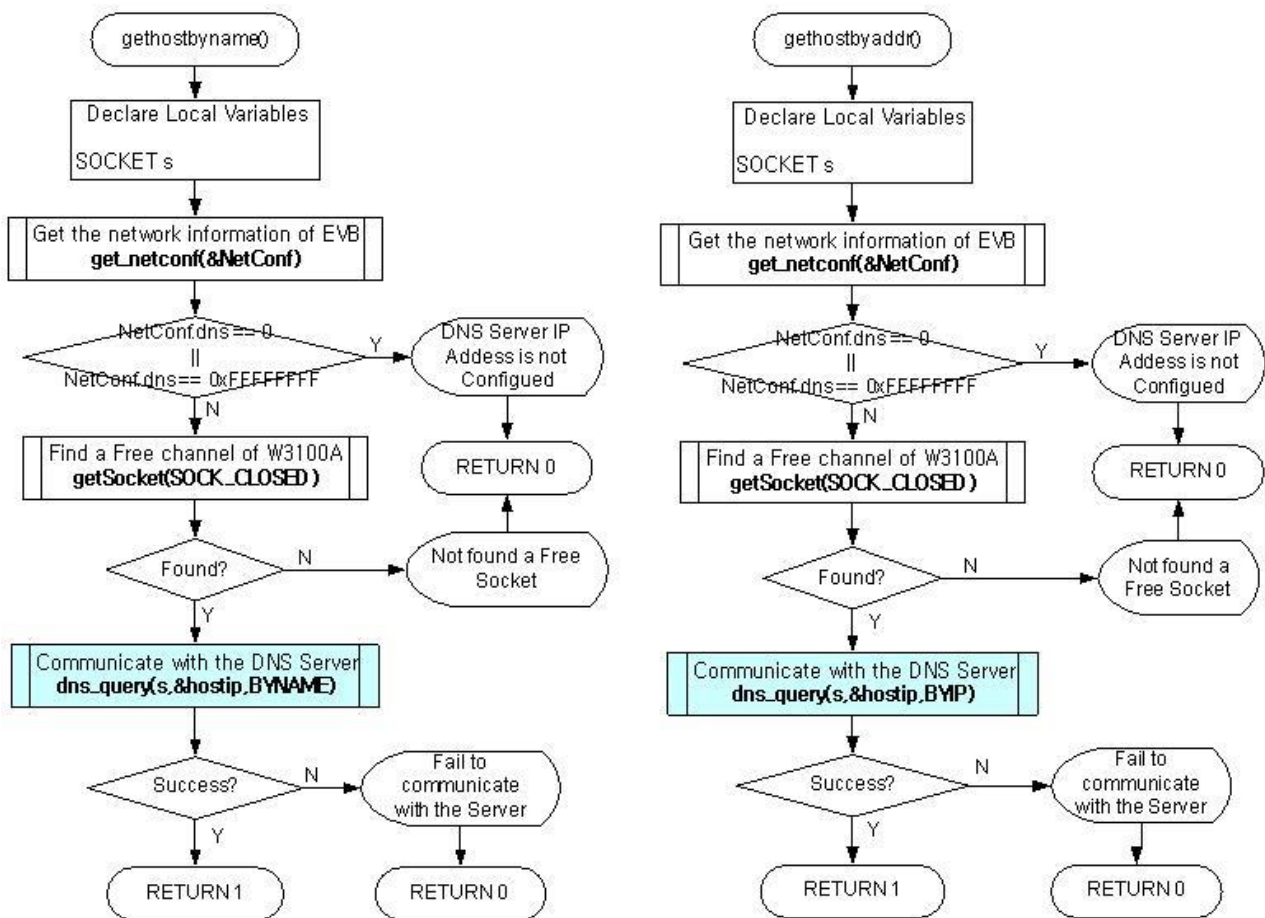 gethostbyname()
Declare Local Variables
SOCKET s
Get the network information of EVB
get_netconf(&NetConf)
NetConf.dns == 0
||
NetConf.dns == 0xFFFFFFFF
Y
DNS Server IP
Addess is not
Configued
N
Find a Free channel of W3100A
getSocket(SOCK_CLOSED)
RETURN 0
Found?
N
Not found a Free
Socket
Y
Communicate with the DNS Server
dns_query(s,&hostip,BYNAME)
Success?
N
Fail to
communicate
with the Server
Y
RETURN 1
RETURN 0
gethostbyaddr()
Declare Local Variables
SOCKET s
Get the network information of EVB
get_netconf(&NetConf)
NetConf.dns == 0
||
NetConf.dns == 0xFFFFFFFF
Y
DNS Server IP
Addess is not
Configued
N
Find a Free channel of W3100A
getSocket(SOCK_CLOSED)
RETURN 0
Found?
N
Not found a
Free Socket
Y
Communicate with the DNS Server
dns_query(s,&hostip,BYIP)
Success?
N
Fail to
communicate
with the Server
Y
RETURN 1
RETURN 0